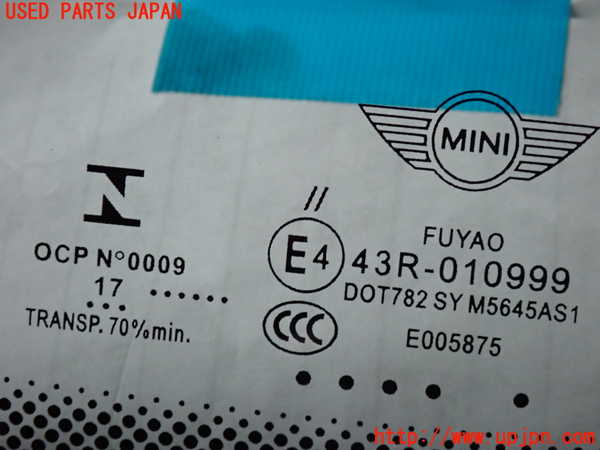 USED PARTS JAPAN
MINI
//
FUYAO
E4 43R-010999
DOT782 SY M5645AS1
CCC
E005875
OCP N°0009
17
TRANSP. 70%min.
http://www.upjpn.com/